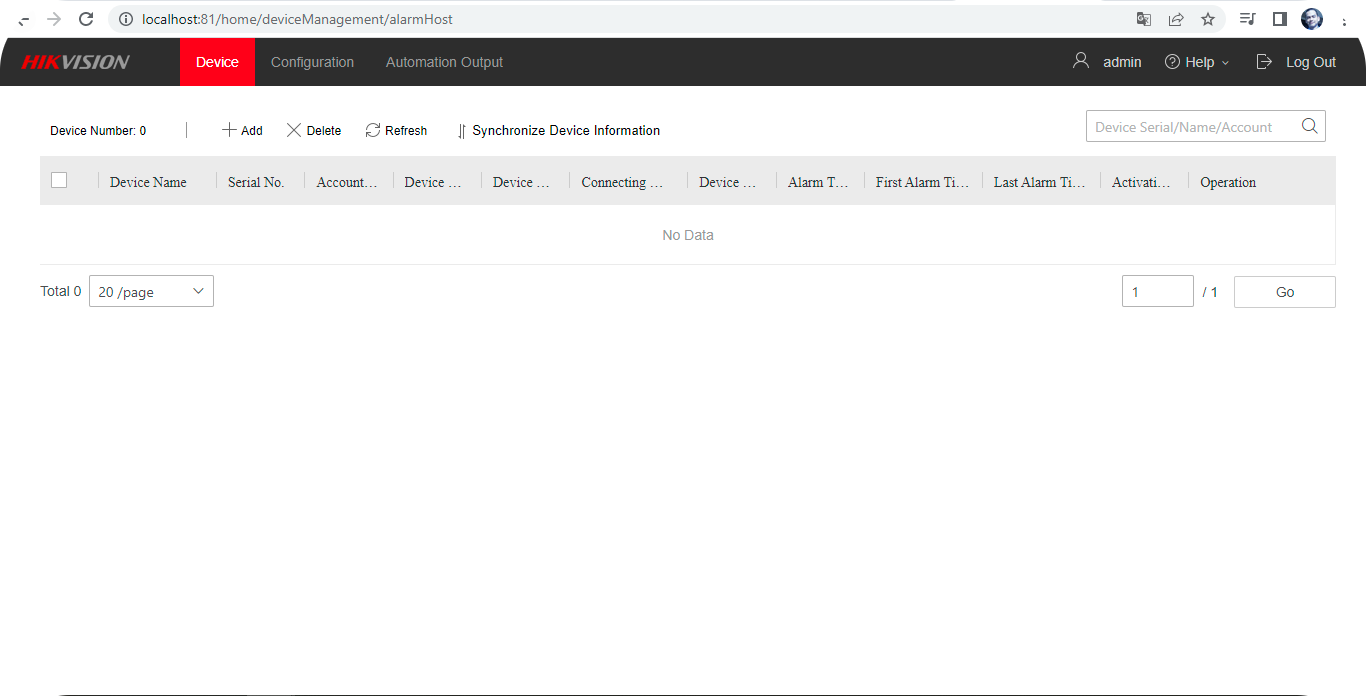 localhost:81/home/deviceManagement/alarmHost
HIKVISION Device Configuration Automation Output admin Help Log Out
Device Number: 0 Add Delete Refresh Synchronize Device Information Device Serial/Name/Account
Device Name Serial No. Account... Device ... Device ... Connecting ... Device ... Alarm T... First Alarm Ti... Last Alarm Ti... Activati... Operation
No Data
Total 0 20 /page 1 / 1 Go